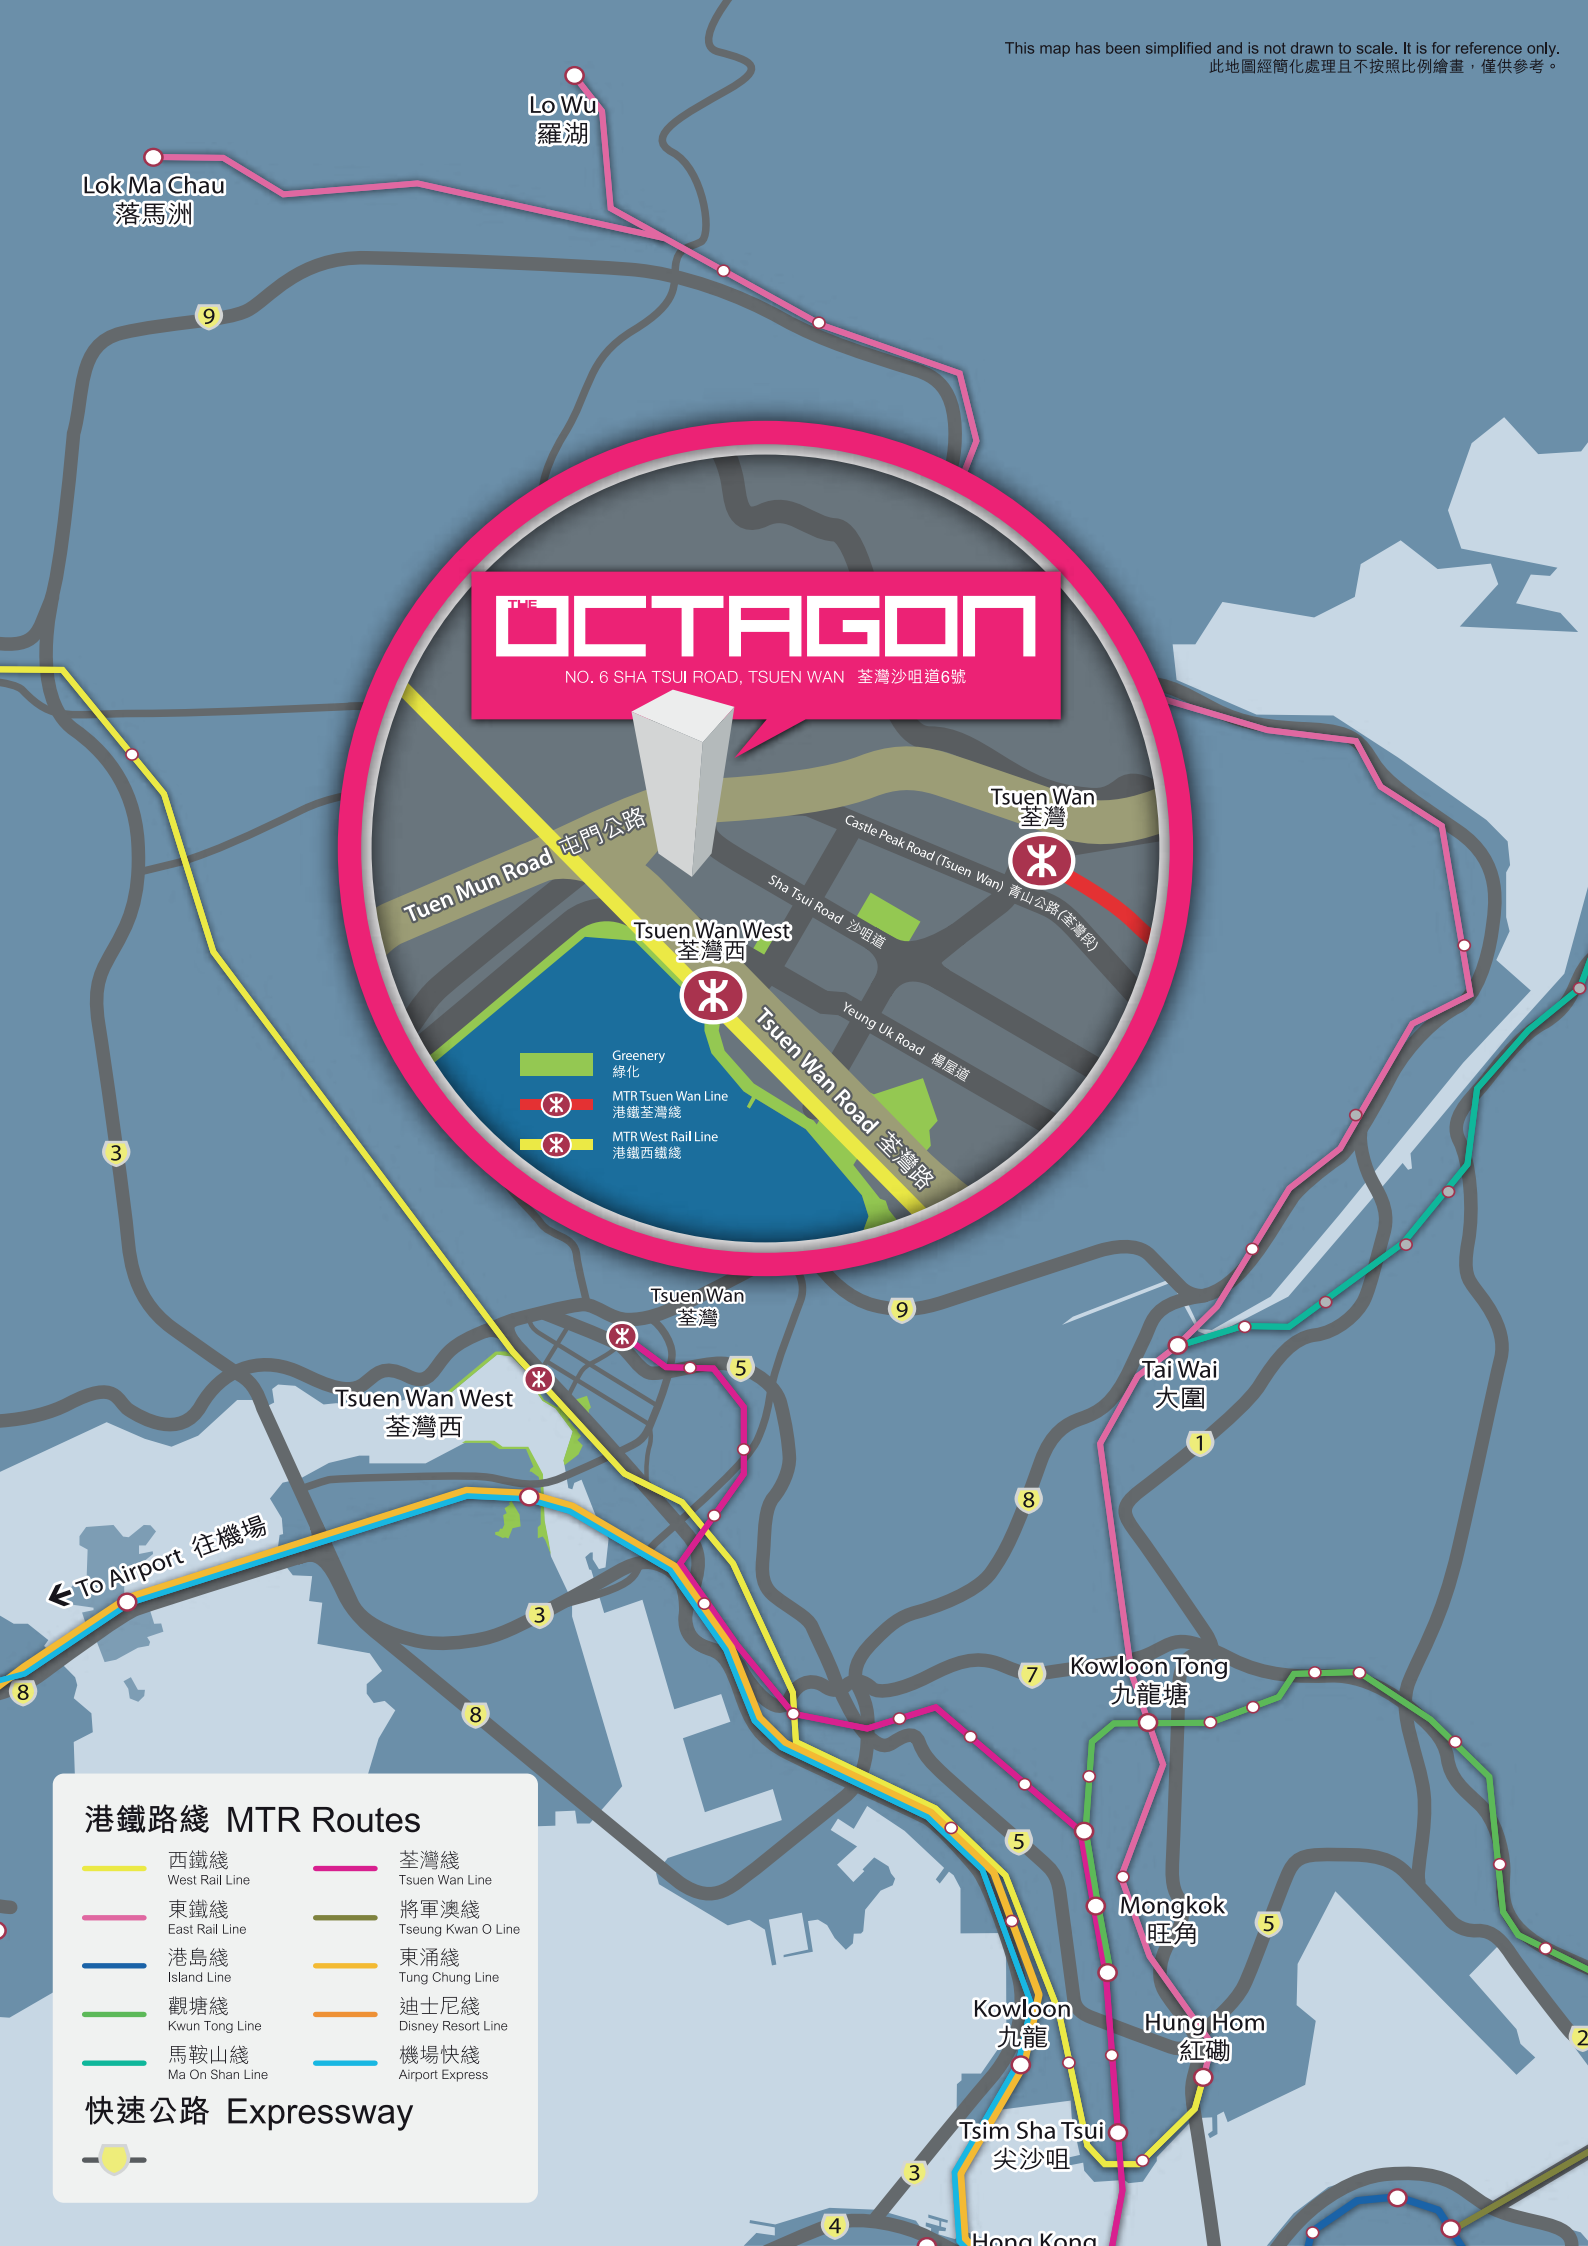 This map has been simplified and is not drawn to scale. It is for reference only.
此地圖經簡化處理且不按照比例繪畫，僅供參考。
Lo Wu
羅湖
Lok Ma Chau
落馬洲
9
THE
OCTAGON
NO. 6 SHA TSUI ROAD, TSUEN WAN 荃灣沙咀道6號
Tsuen Wan
荃灣
Tuen Mun Road 屯門公路
Castle Peak Road (Tsuen Wan) 青山公路(荃灣段)
Sha Tsui Road 沙咀道
Tsuen Wan West
荃灣西
Yeung Uk Road 楊屋道
Tsuen Wan Road 荃灣路
Greenery
綠化
MTR Tsuen Wan Line
港鐵荃灣綫
MTR West Rail Line
港鐵西鐵綫
3
Tsuen Wan
荃灣
9
5
Tsuen Wan West
荃灣西
Tai Wai
大圍
1
8
To Airport 往機場
3
8
8
7
Kowloon Tong
九龍塘
5
Mongkok
旺角
5
Kowloon
九龍
Hung Hom
紅磡
2
Tsim Sha Tsui
尖沙咀
3
4
Hong Kong
港鐵路綫 MTR Routes
西鐵綫
West Rail Line
東鐵綫
East Rail Line
港島綫
Island Line
觀塘綫
Kwun Tong Line
馬鞍山綫
Ma On Shan Line
荃灣綫
Tsuen Wan Line
將軍澳綫
Tseung Kwan O Line
東涌綫
Tung Chung Line
迪士尼綫
Disney Resort Line
機場快綫
Airport Express
快速公路 Expressway